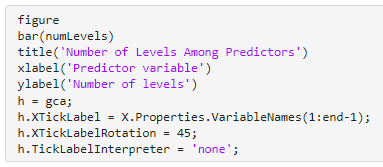 figure
bar(numLevels)
title('Number of Levels Among Predictors')
xlabel('Predictor variable')
ylabel('Number of levels')
h = gca;
h.XTickLabel = X.Properties.VariableNames(1:end-1);
h.XTickLabelRotation = 45;
h.TickLabelInterpreter = 'none';